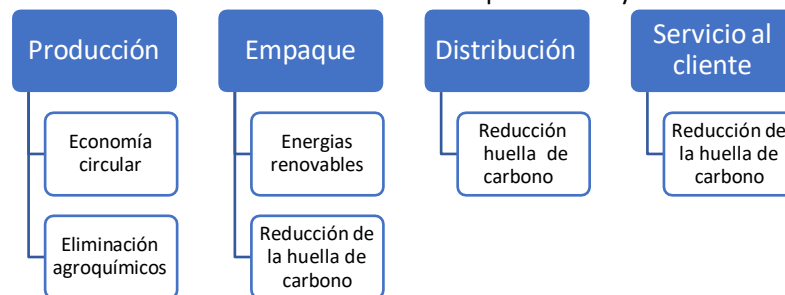 Producción
Economía
circular
Eliminación
agroquímicos
Empaque
Energias
renovables
Reducción de
la huella de
carbono
Distribución
Reducción
huella de
carbono
Servicio al
cliente
Reducción de
la huella de
carbono